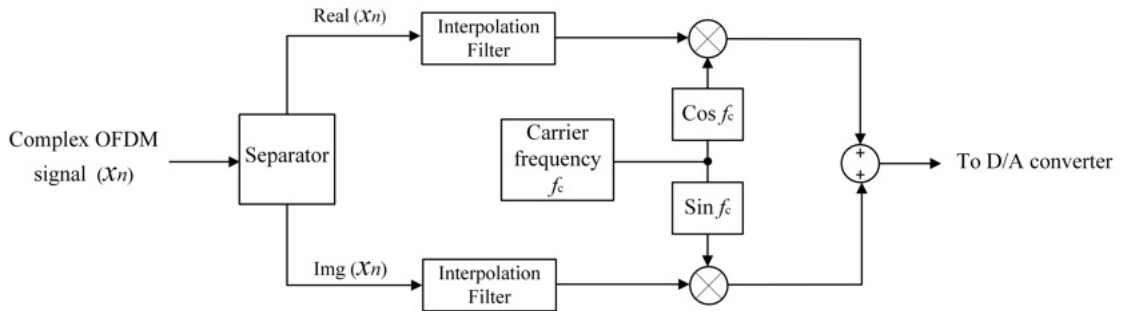 Real (xn)
Interpolation
Filter
Cos fc
Complex OFDM
signal (xn)
Separator
Carrier
frequency
fc
+
+
To D/A converter
Sin fc
Img (xn)
Interpolation
Filter